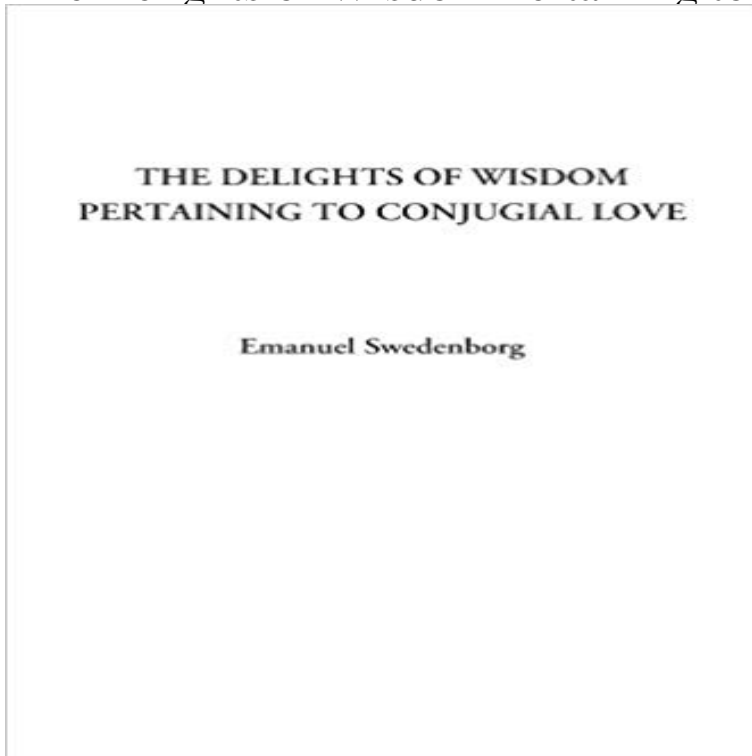 THE DELIGHTS OF WISDOM
PERTAINING TO CONJUGIAL LOVE
Emanuel Swedenborg